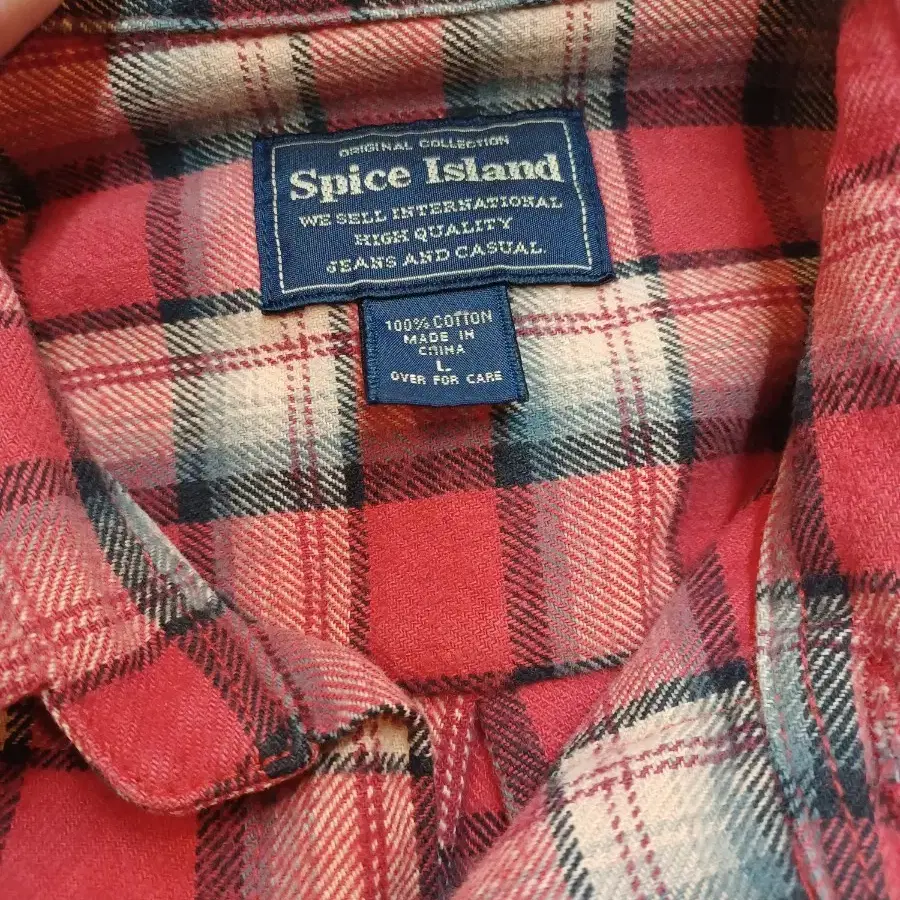 ORIGINAL COLLECTION
Spice Island
WE SELL INTERNATIONAL
HIGH QUALITY
JEANS AND CASUAL
100% COTTON
MADE IN
CHINA
L.
OVER FOR CARE